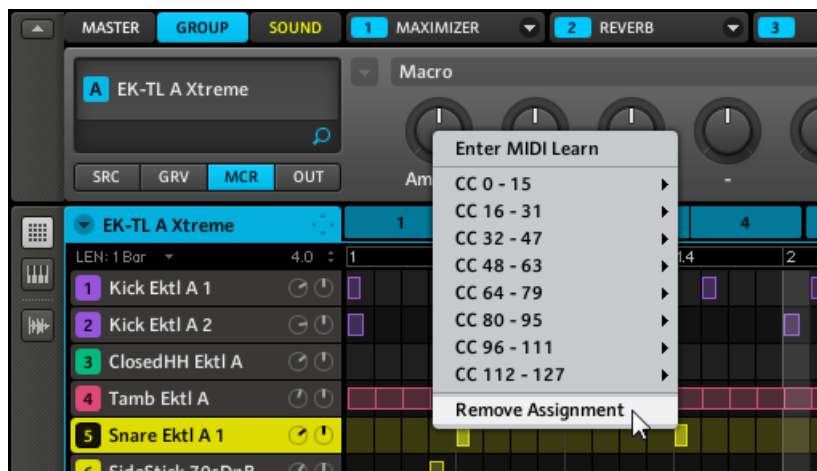 MASTER GROUP SOUND 1 MAXIMIZER 2 REVERB 3
Macro
A EK-TL A Xtreme
SRC GRV MCR OUT
Am -
Enter MIDI Learn
CC 0 - 15
CC 16 - 31
CC 32 - 47
CC 48 - 63
CC 64 - 79
CC 80 - 95
CC 96 - 111
CC 112 - 127
Remove Assignment
EK-TL A Xtreme 1 4
LEN: 1 Bar 4.0 1 1.4 2
1 Kick Ektl A 1
2 Kick Ektl A 2
3 ClosedHH Ektl A
4 Tamb Ektl A
5 Snare Ektl A 1
6 SideStick 70sDnB